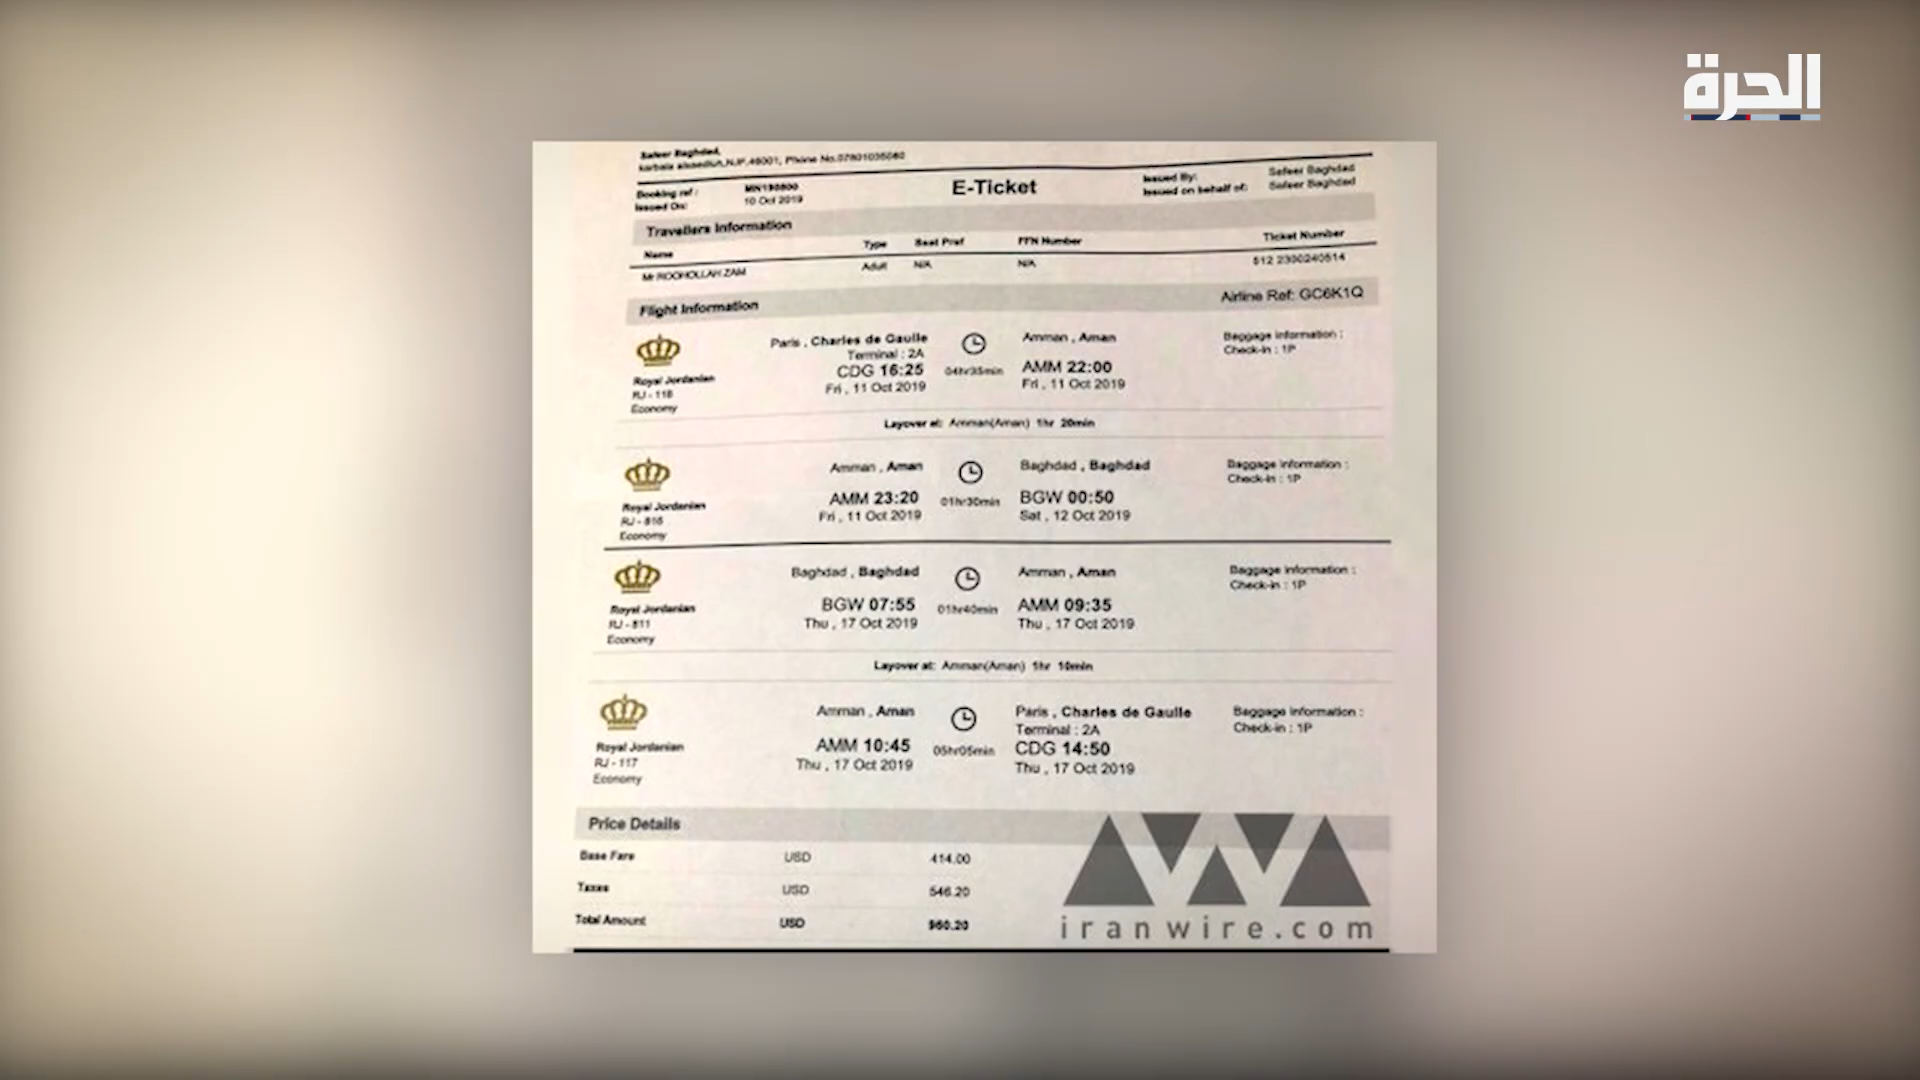 الحرة
Safeer Baghdad,
karbala alsaediun,N.IP,46001, Phone No.07801035060
Booking ref : MN198800
Issued On: 10 Oct 2019
E-Ticket
Issued By: Safeer Baghdad
Issued on behalf of: Safeer Baghdad
Travellers Information
Name Type Seat Pref FFN Number Ticket Number
Mr ROOHOLLAH ZAM Adult N/A N/A 512 2300240514
Flight Information Airline Ref: GC6K1Q
Royal Jordanian
RJ - 118
Economy
Paris , Charles de Gaulle
Terminal : 2A
CDG 16:25
Fri , 11 Oct 2019
04hr35min
Amman , Aman
AMM 22:00
Fri , 11 Oct 2019
Baggage information :
Check-in : 1P
Layover at: Amman(Aman) 1hr 20min
Royal Jordanian
RJ - 816
Economy
Amman , Aman
AMM 23:20
Fri , 11 Oct 2019
01hr30min
Baghdad , Baghdad
BGW 00:50
Sat , 12 Oct 2019
Baggage information :
Check-in : 1P
Royal Jordanian
RJ - 811
Economy
Baghdad , Baghdad
BGW 07:55
Thu , 17 Oct 2019
01hr40min
Amman , Aman
AMM 09:35
Thu , 17 Oct 2019
Baggage information :
Check-in : 1P
Layover at: Amman(Aman) 1hr 10min
Royal Jordanian
RJ - 117
Economy
Amman , Aman
AMM 10:45
Thu , 17 Oct 2019
05hr05min
Paris , Charles de Gaulle
Terminal : 2A
CDG 14:50
Thu , 17 Oct 2019
Baggage information :
Check-in : 1P
Price Details
Base Fare USD 414.00
Taxes USD 546.20
Total Amount USD 960.20
iranwire.com